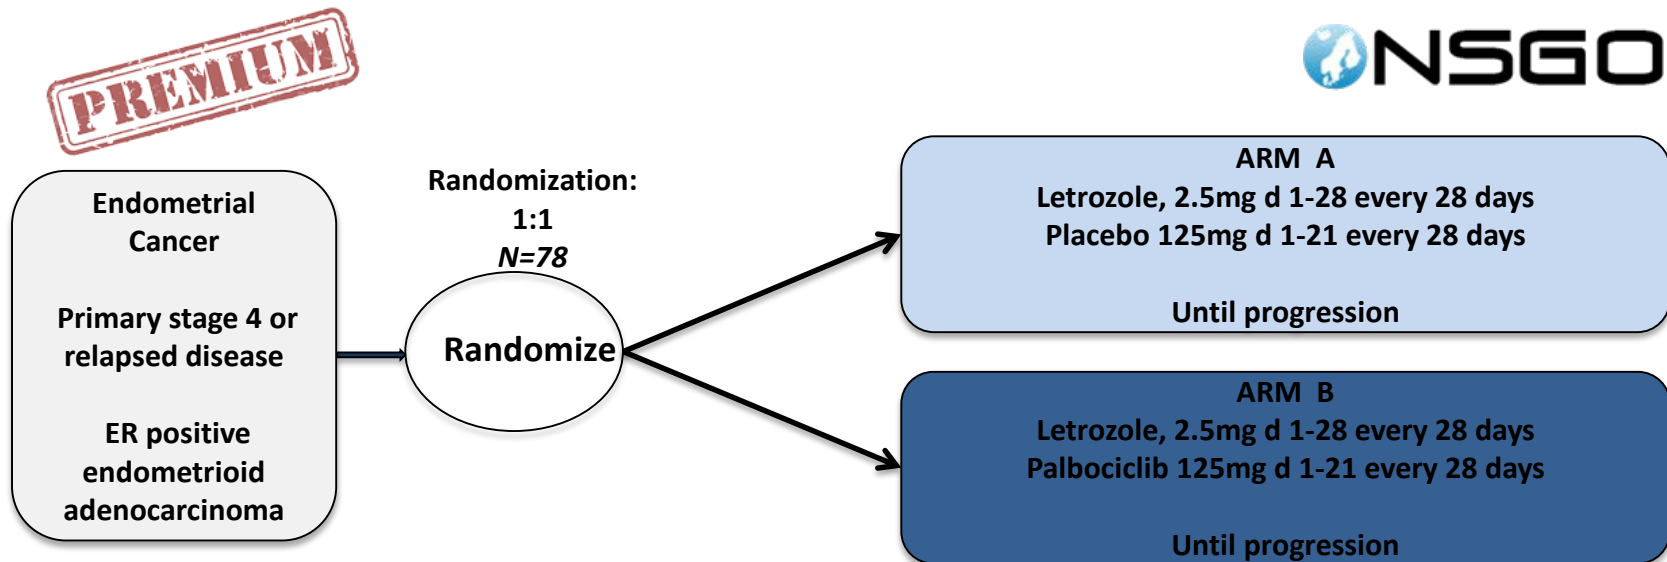 PREMIUM
NSGO
Endometrial
Cancer
Primary stage 4 or
relapsed disease
ER positive
endometrioid
adenocarcinoma
Randomization:
1:1
N=78
Randomize
ARM A
Letrozole, 2.5mg d 1-28 every 28 days
Placebo 125mg d 1-21 every 28 days
Until progression
ARM B
Letrozole, 2.5mg d 1-28 every 28 days
Palbociclib 125mg d 1-21 every 28 days
Until progression